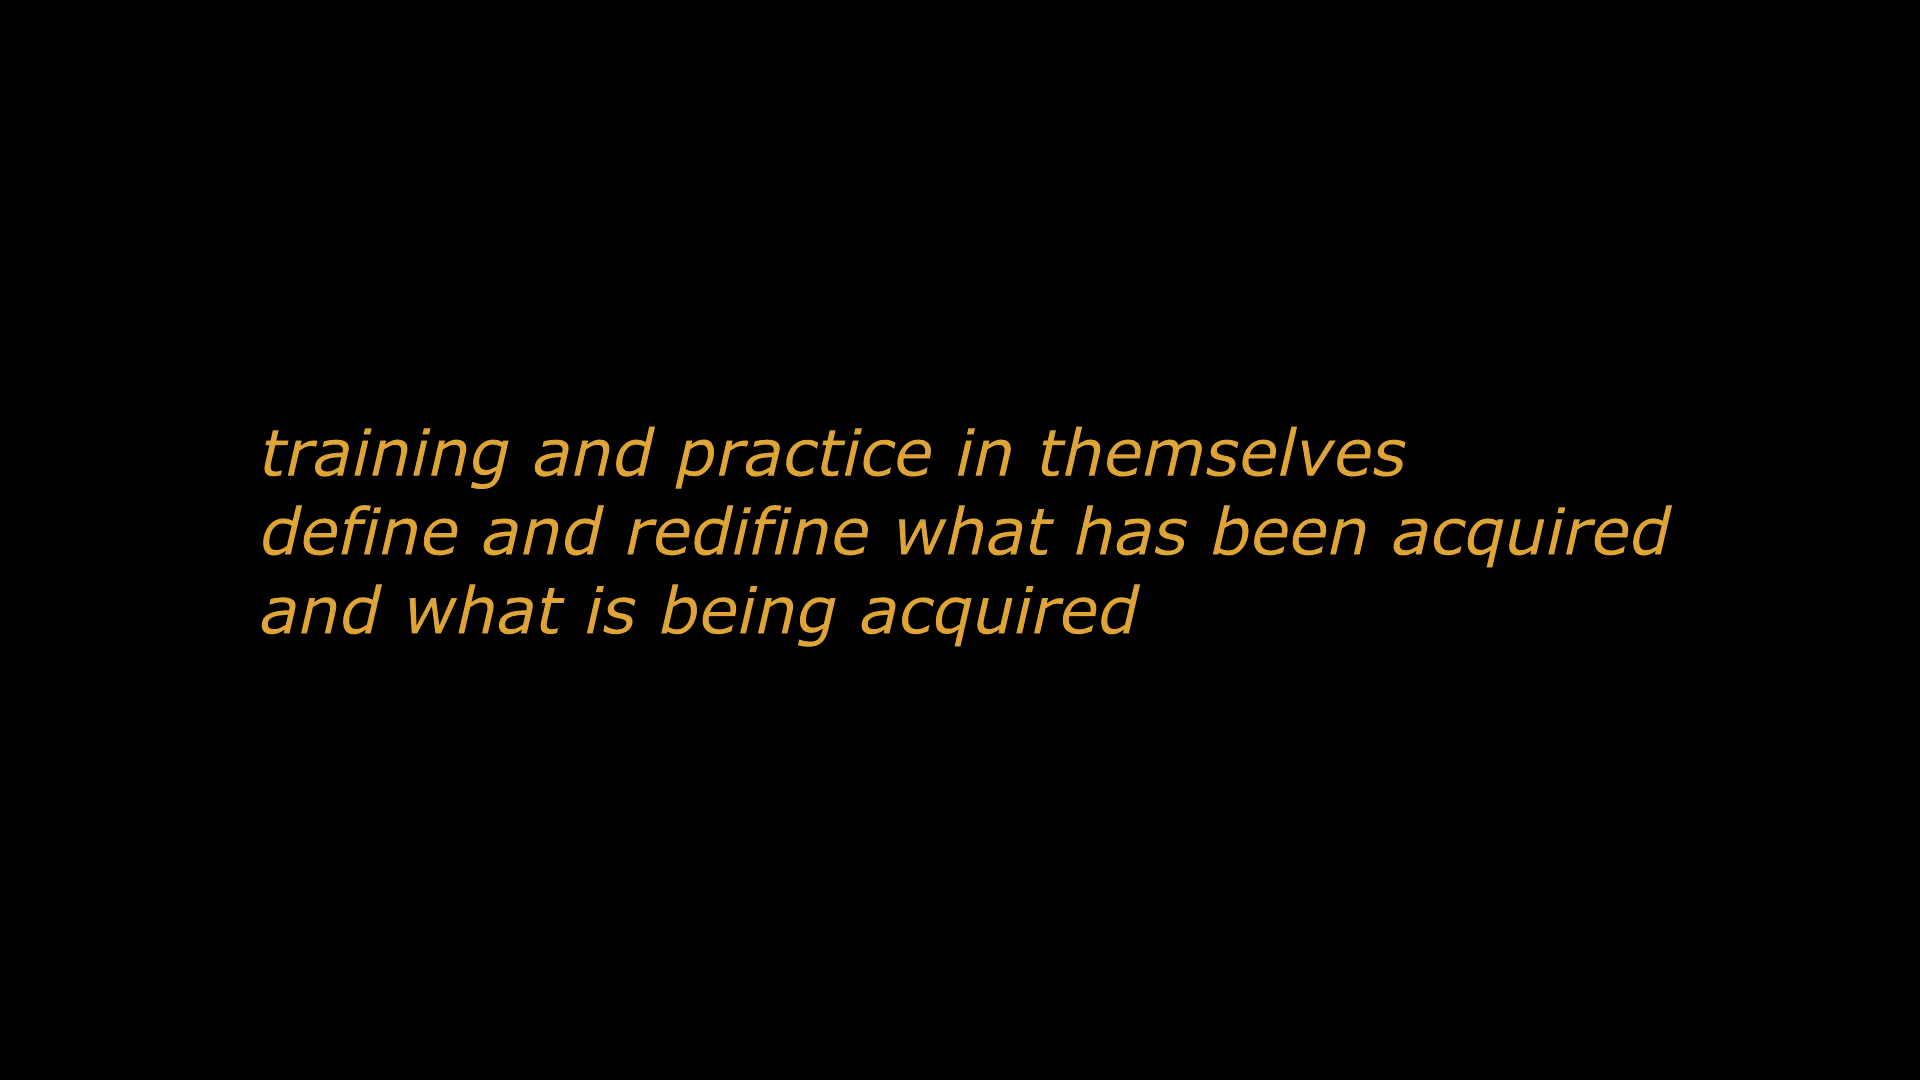 training and practice in themselves
define and redifine what has been acquired
and what is being acquired